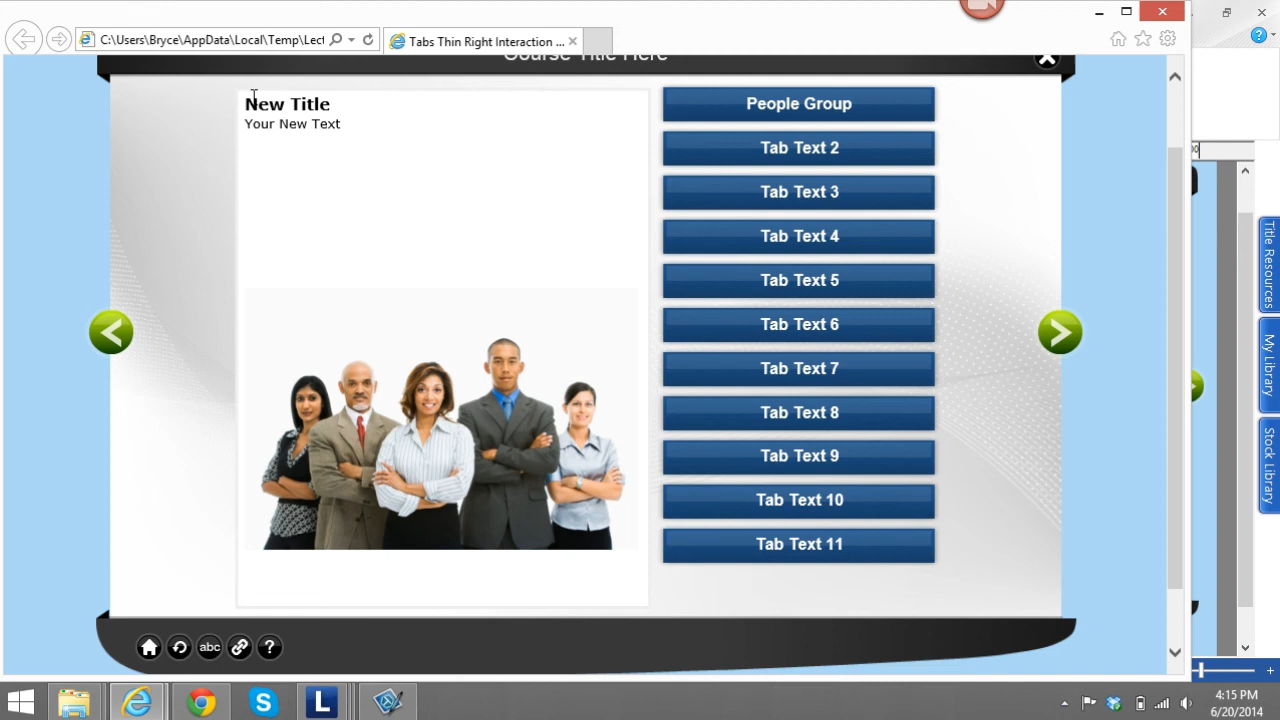 C:\Users\Bryce\AppData\Local\Temp\Lect
Tabs Thin Right Interaction ...
Course Title Here
New Title
Your New Text
People Group
Tab Text 2
Tab Text 3
Tab Text 4
Tab Text 5
Tab Text 6
Tab Text 7
Tab Text 8
Tab Text 9
Tab Text 10
Tab Text 11
abc
?
Title Resources
My Library
Stock Library
4:15 PM
6/20/2014